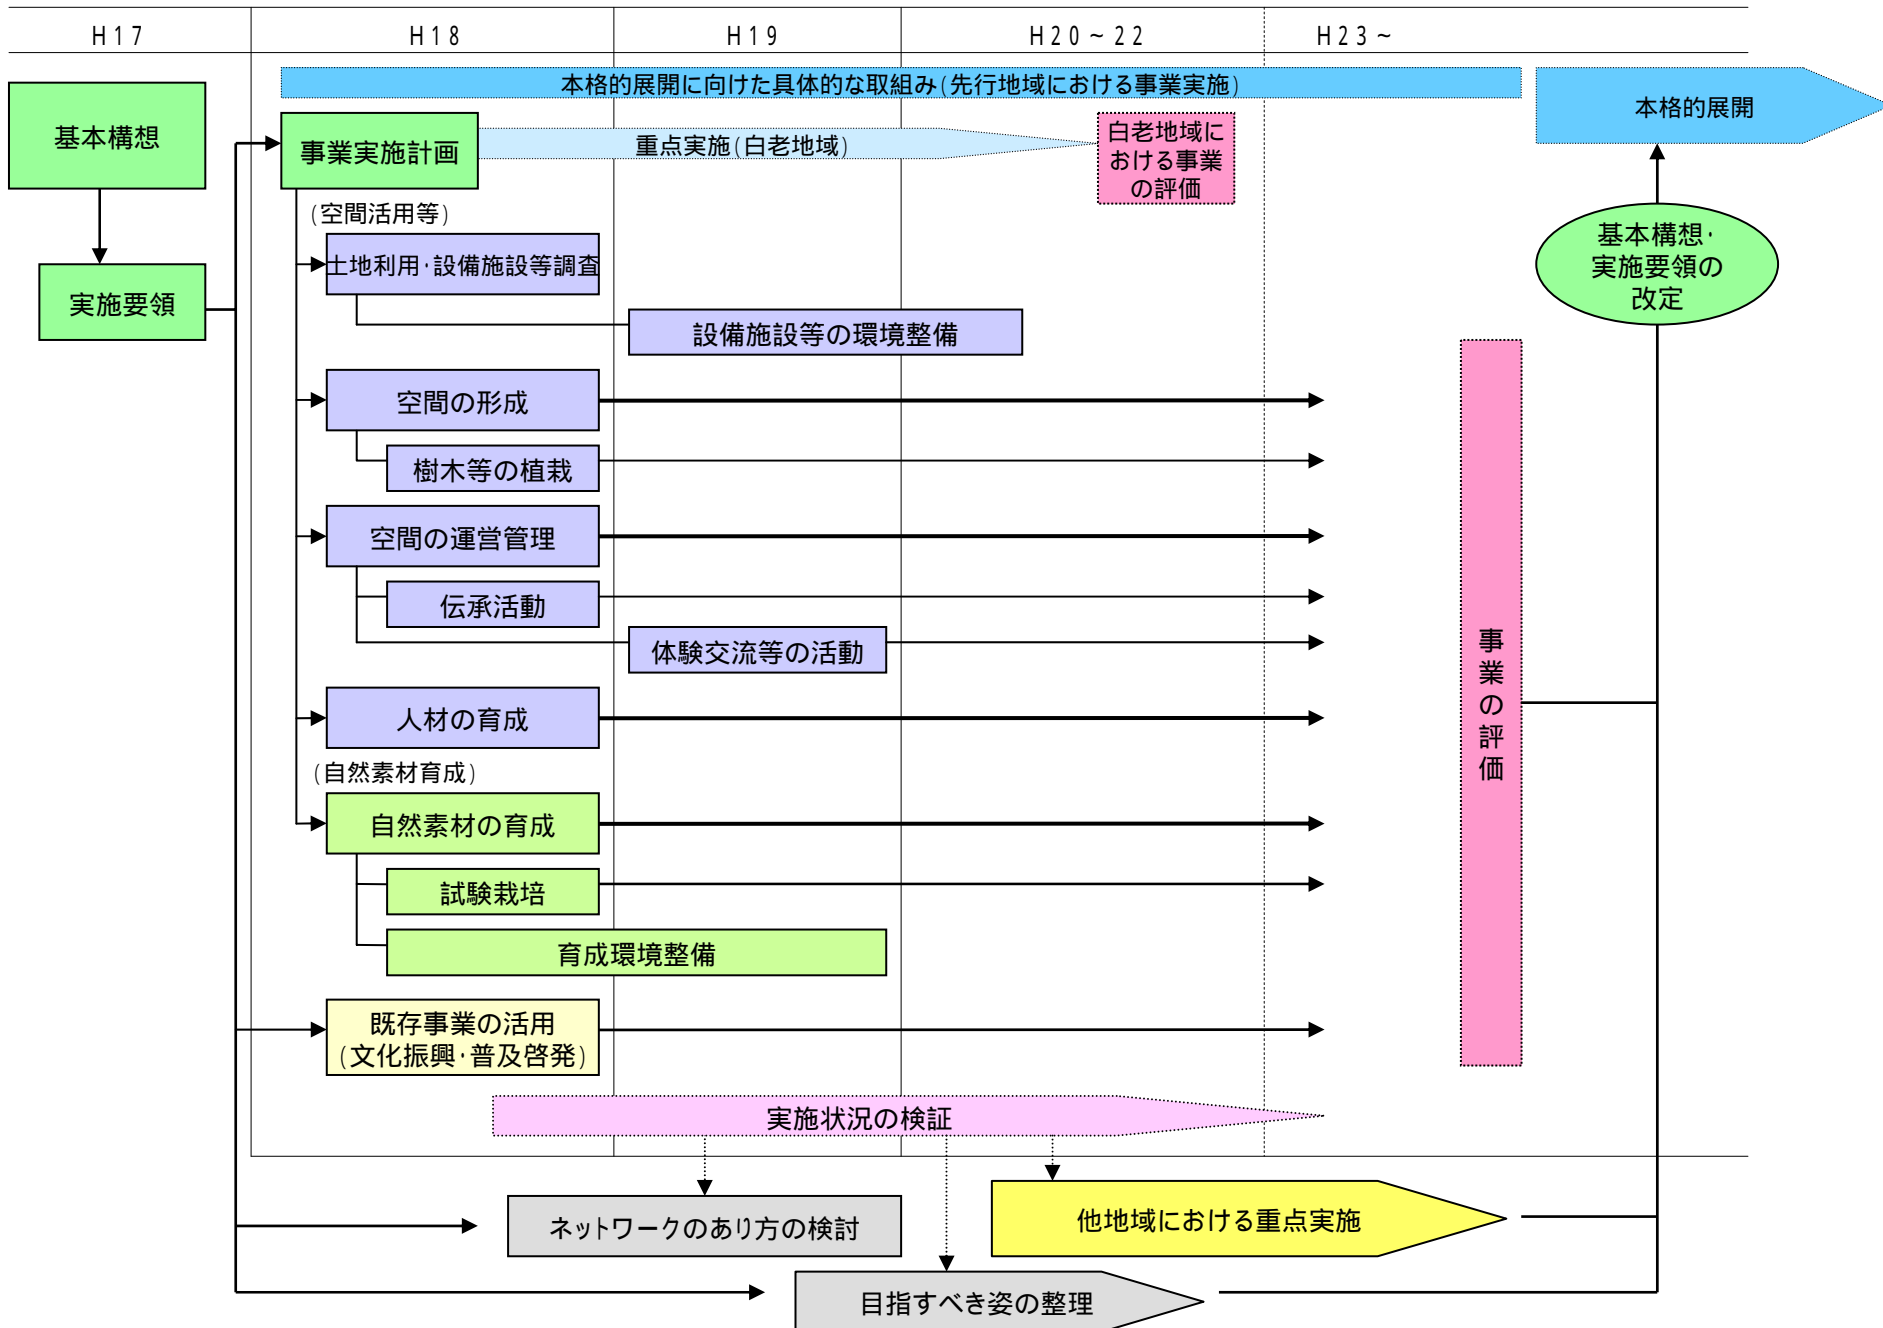 H17
H18
H19
H20～22
H23～
本格的展開に向けた具体的な取組み(先行地域における事業実施)
本格的展開
基本構想
事業実施計画
重点実施(白老地域)
白老地域に
おける事業
の評価
(空間活用等)
土地利用・設備施設等調査
基本構想・
実施要領の
改定
実施要領
設備施設等の環境整備
空間の形成
樹木等の植栽
空間の運営管理
伝承活動
体験交流等の活動
事業の評価
人材の育成
(自然素材育成)
自然素材の育成
試験栽培
育成環境整備
既存事業の活用
(文化振興・普及啓発)
実施状況の検証
ネットワークのあり方の検討
他地域における重点実施
目指すべき姿の整理